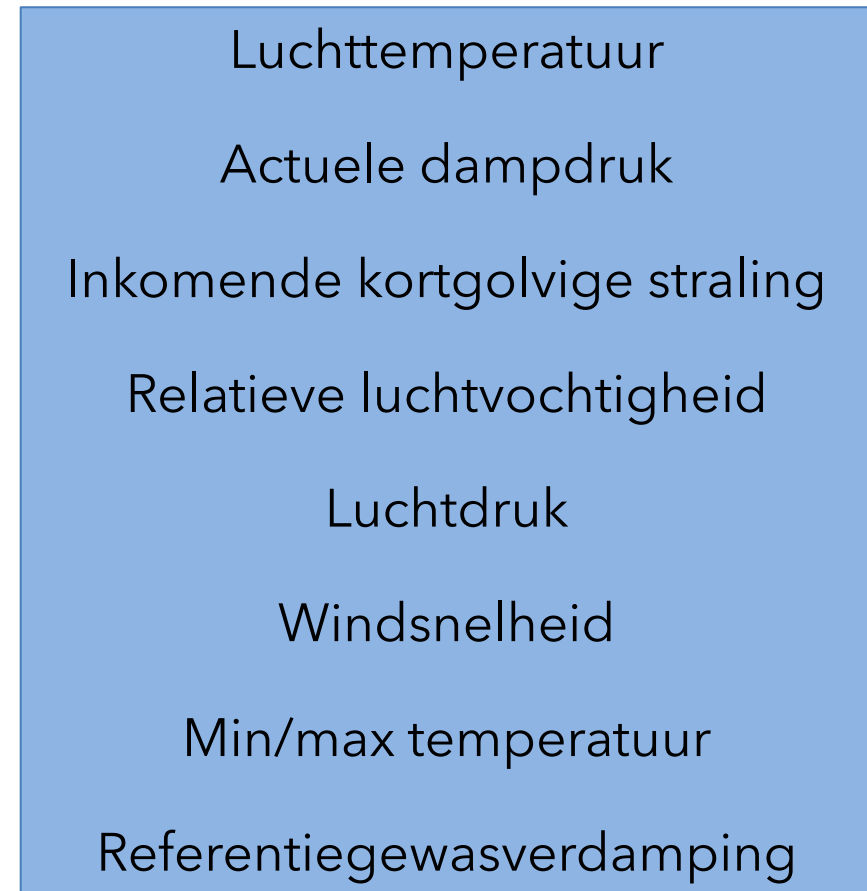 Luchttemperatuur
Actuele dampdruk
Inkomende kortgolvige straling
Relatieve luchtvochtigheid
Luchtdruk
Windsnelheid
Min/max temperatuur
Referentiegewasverdamping